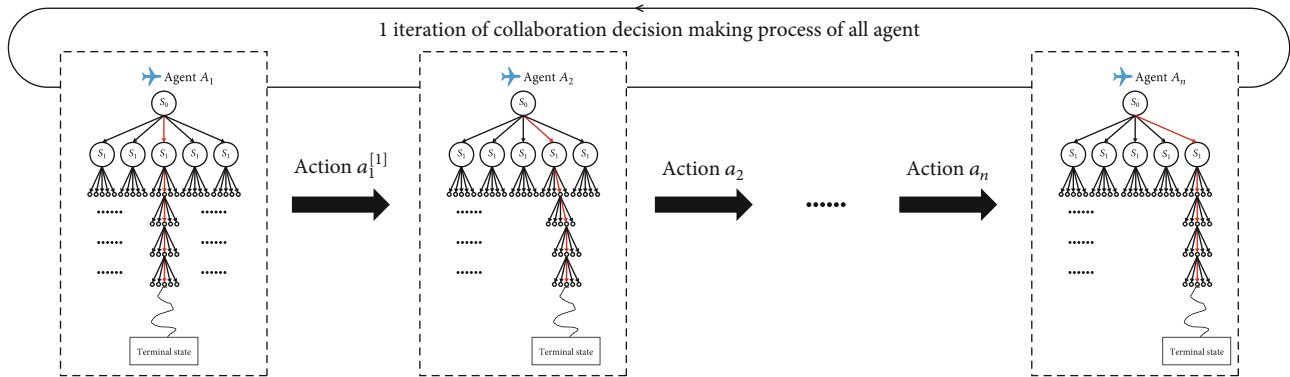 1 iteration of collaboration decision making process of all agent
Agent A₁
S₀
S₁ S₁ S₁ S₁ S₁
......
......
......
......
......
......
Terminal state
Action a₁^[1]
Agent A₂
S₀
S₁ S₁ S₁ S₁ S₁
......
......
......
Terminal state
Action a₂
......
Action aₙ
Agent Aₙ
S₀
S₁ S₁ S₁ S₁ S₁
......
......
......
Terminal state